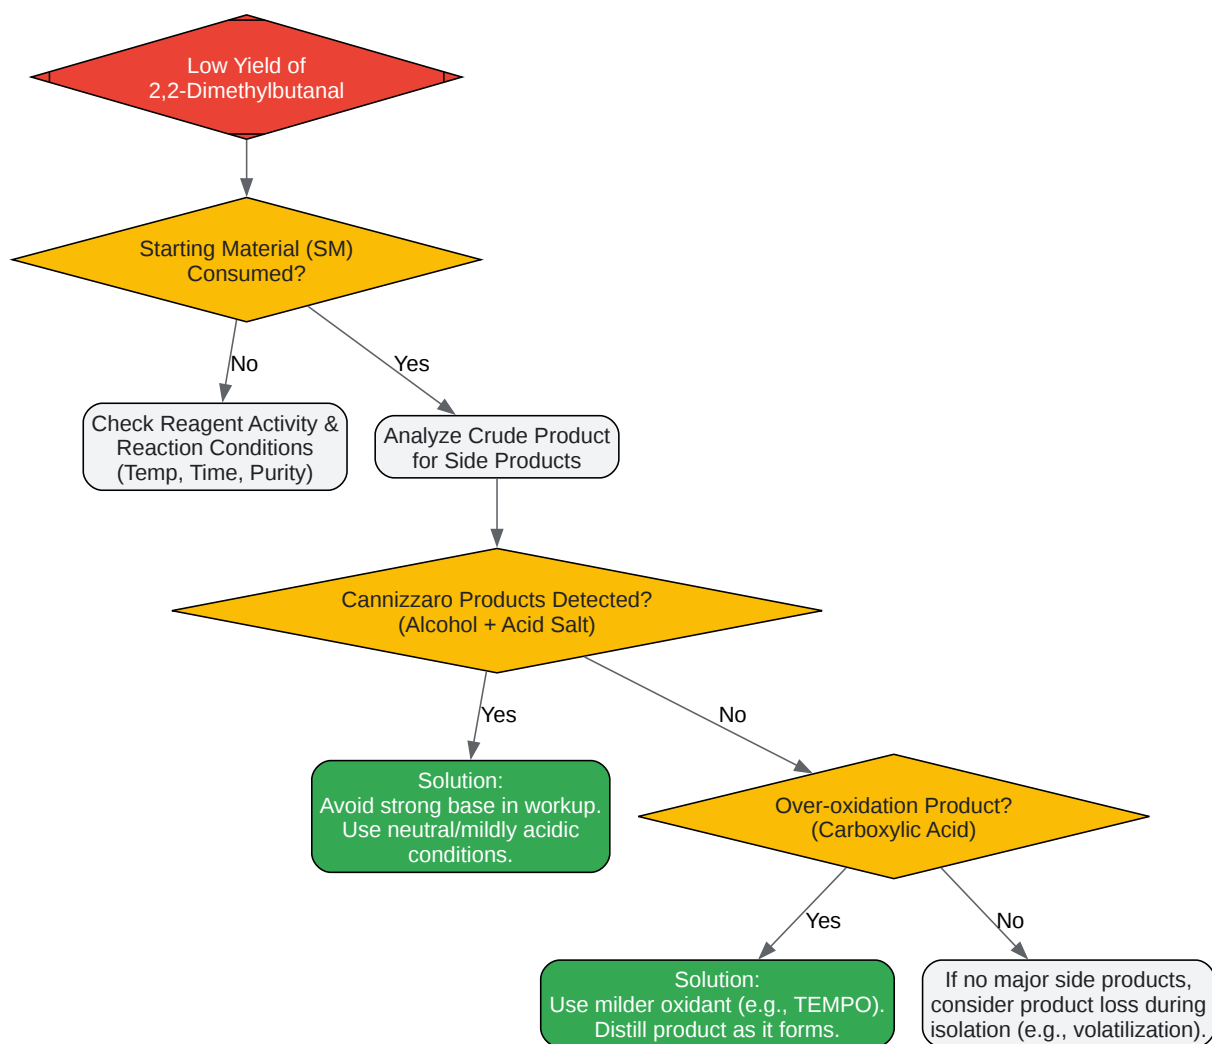 Low Yield of
2,2-Dimethylbutanal
Starting Material (SM)
Consumed?
No
Yes
Check Reagent Activity &
Reaction Conditions
(Temp, Time, Purity)
Analyze Crude Product
for Side Products
Cannizzaro Products Detected?
(Alcohol + Acid Salt)
Yes
No
Solution:
Avoid strong base in workup.
Use neutral/mildly acidic
conditions.
Over-oxidation Product?
(Carboxylic Acid)
Yes
No
Solution:
Use milder oxidant (e.g., TEMPO).
Distill product as it forms.
If no major side products,
consider product loss during
isolation (e.g., volatilization).